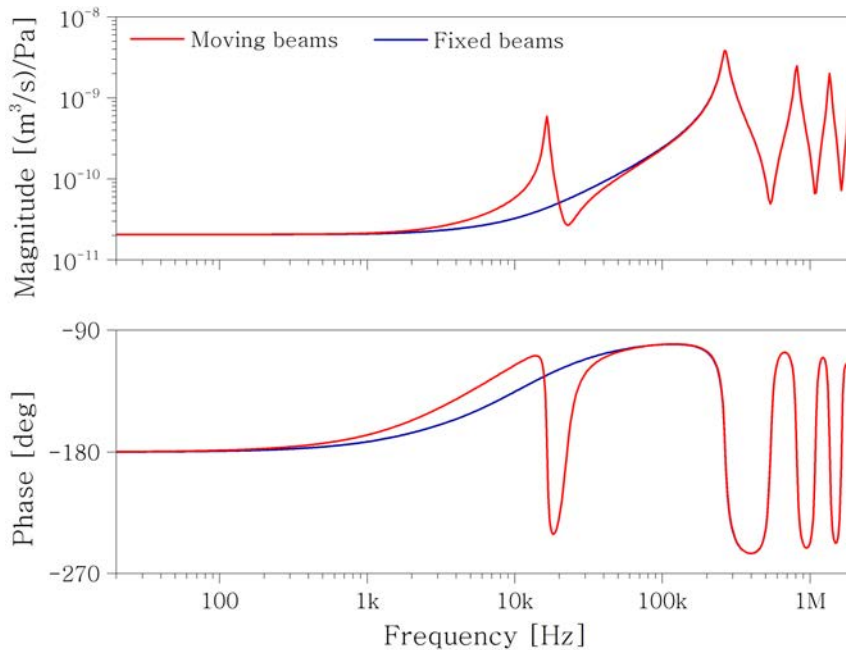 10⁻⁸
Moving beams Fixed beams
10⁻⁹
10⁻¹⁰
10⁻¹¹
Magnitude [(m³/s)/Pa]
-90
-180
-270
Phase [deg]
100 1k 10k 100k 1M
Frequency [Hz]